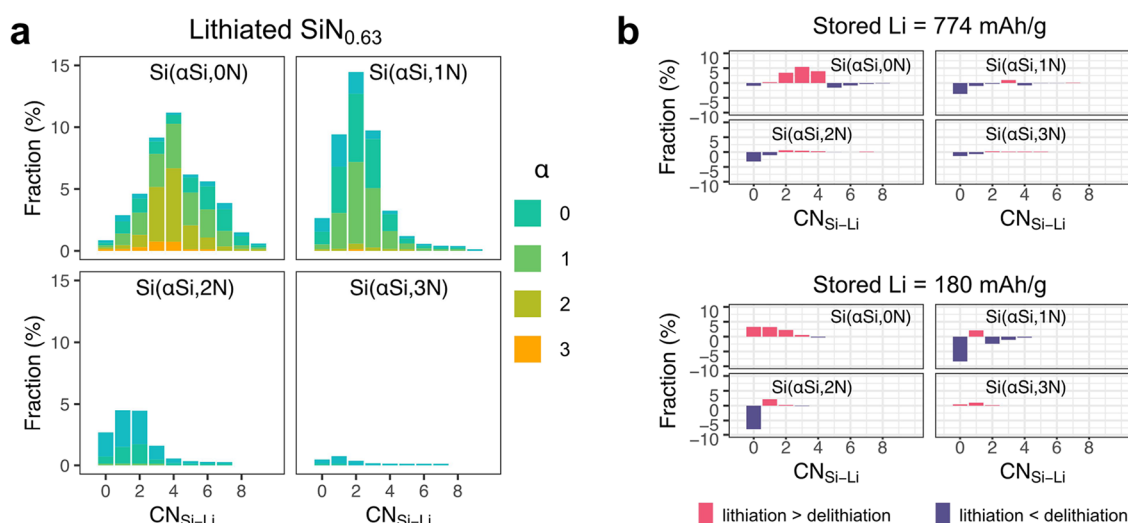 a
Lithiated SiN0.63
Si(αSi,0N)
Si(αSi,1N)
15
10
5
0
Fraction (%)
Si(αSi,2N)
Si(αSi,3N)
15
10
5
0
Fraction (%)
0 2 4 6 8
0 2 4 6 8
CNSi–Li
CNSi–Li
α
0
1
2
3
b
Stored Li = 774 mAh/g
10
5
0
−5
−10
Si(αSi,0N)
Si(αSi,1N)
5
0
−5
−10
Si(αSi,2N)
Si(αSi,3N)
Fraction (%)
0 2 4 6 8
0 2 4 6 8
CNSi–Li
CNSi–Li
Stored Li = 180 mAh/g
10
5
0
−5
−10
Si(αSi,0N)
Si(αSi,1N)
5
0
−5
−10
Si(αSi,2N)
Si(αSi,3N)
Fraction (%)
0 2 4 6 8
0 2 4 6 8
CNSi–Li
CNSi–Li
lithiation > delithiation
lithiation < delithiation